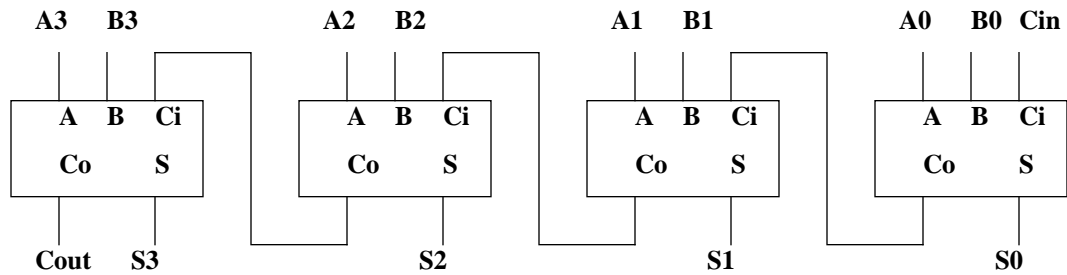 A3 B3 A2 B2 A1 B1 A0 B0 Cin
A B Ci A B Ci A B Ci A B Ci
Co S Co S Co S Co S
Cout S3 S2 S1 S0